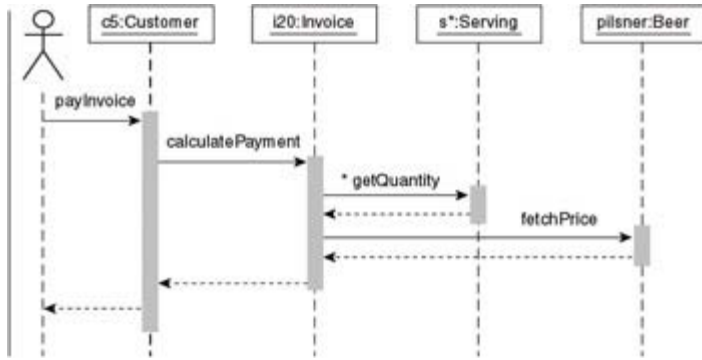 c5:Customer
i20:Invoice
s*:Serving
pilsner:Beer
payInvoice
calculatePayment
* getQuantity
fetchPrice